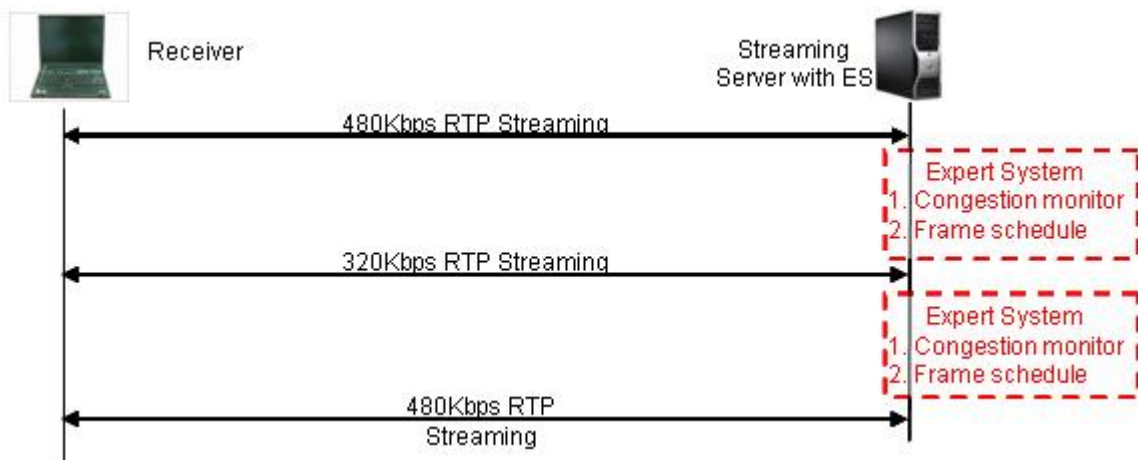 Receiver
Streaming
Server with ES
480Kbps RTP Streaming
Expert System
1. Congestion monitor
2. Frame schedule
320Kbps RTP Streaming
Expert System
1. Congestion monitor
2. Frame schedule
480Kbps RTP
Streaming